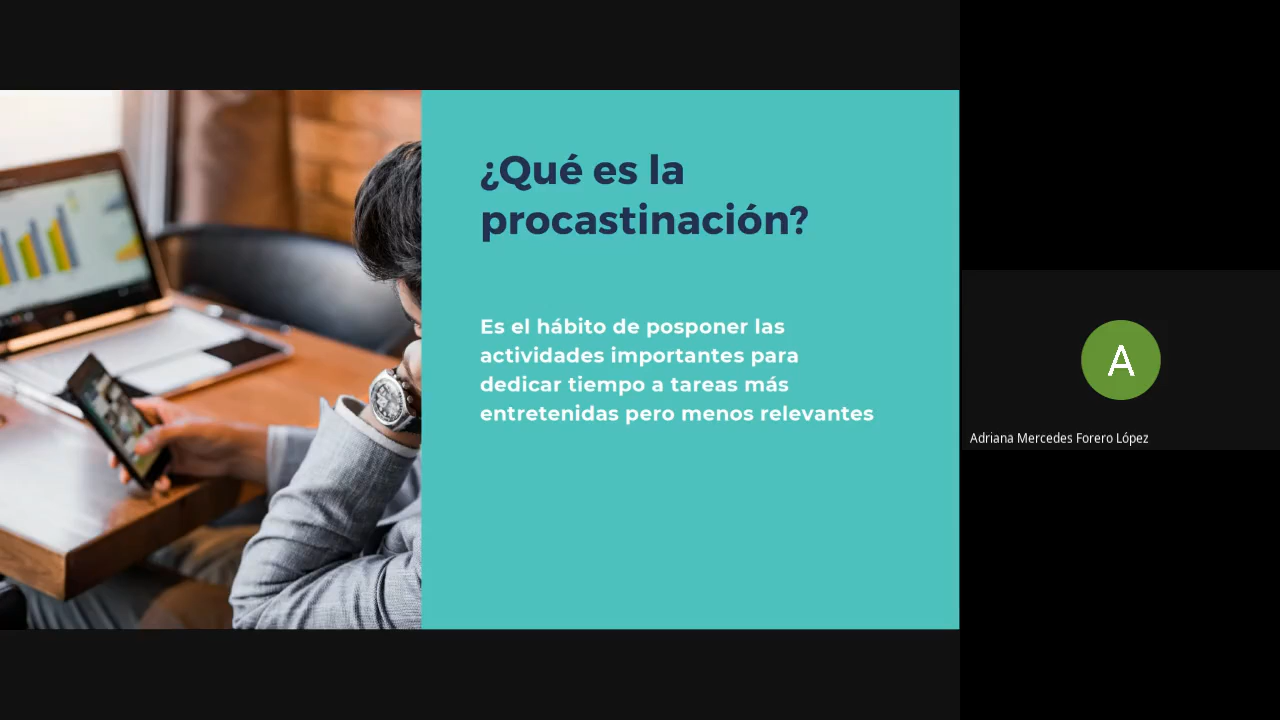 ¿Qué es la
procastinación?
Es el hábito de posponer las
actividades importantes para
dedicar tiempo a tareas más
entretenidas pero menos relevantes
A
Adriana Mercedes Forero López